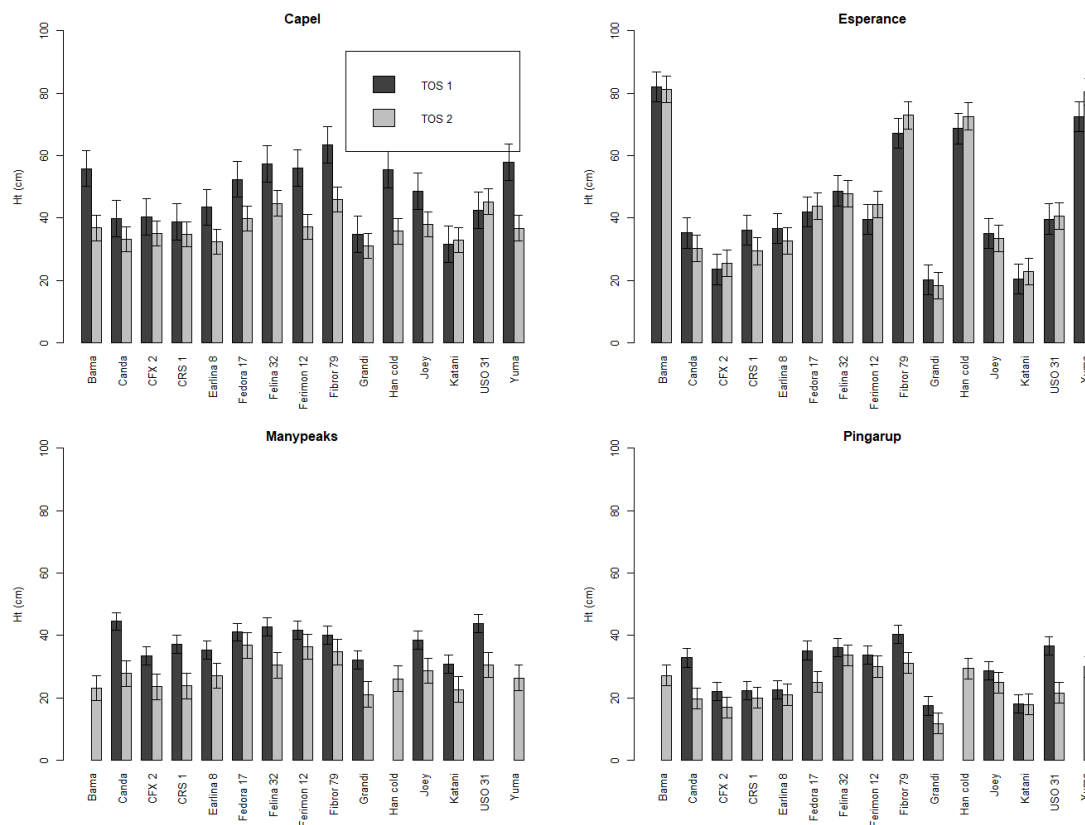 Capel
Ht (cm)
100
80
60
40
20
0
TOS 1
TOS 2
Bama
Canda
CFX 2
CRS 1
Earlina 8
Fedora 17
Felina 32
Ferimon 12
Fibror 79
Grandi
Han cold
Joey
Katani
USO 31
Yuma
Esperance
Ht (cm)
100
80
60
40
20
0
Bama
Canda
CFX 2
CRS 1
Earlina 8
Fedora 17
Felina 32
Ferimon 12
Fibror 79
Grandi
Han cold
Joey
Katani
USO 31
Yuma
Manypeaks
Ht (cm)
100
80
60
40
20
0
Bama
Canda
CFX 2
CRS 1
Earlina 8
Fedora 17
Felina 32
Ferimon 12
Fibror 79
Grandi
Han cold
Joey
Katani
USO 31
Yuma
Pingarup
Ht (cm)
100
80
60
40
20
0
Bama
Canda
CFX 2
CRS 1
Earlina 8
Fedora 17
Felina 32
Ferimon 12
Fibror 79
Grandi
Han cold
Joey
Katani
USO 31
Yuma